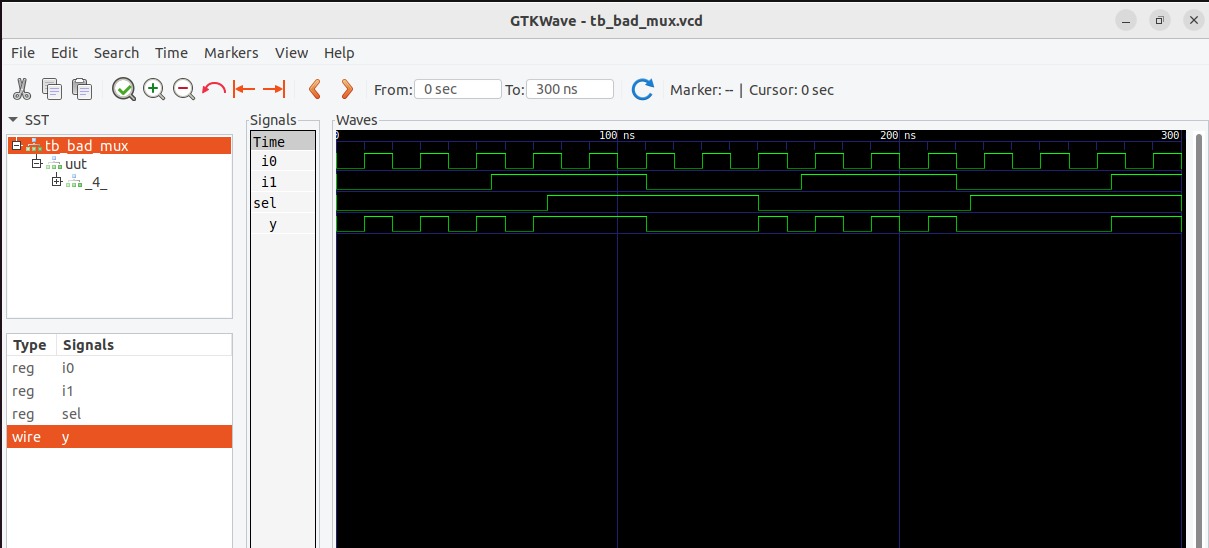 GTKWave - tb_bad_mux.vcd
File Edit Search Time Markers View Help
From: 0 sec To: 300 ns Marker: -- | Cursor: 0 sec
SST
tb_bad_mux
uut
_4_
Type Signals
reg i0
reg i1
reg sel
wire y
Signals
Time
i0
i1
sel
y
Waves
0 100 ns 200 ns 300